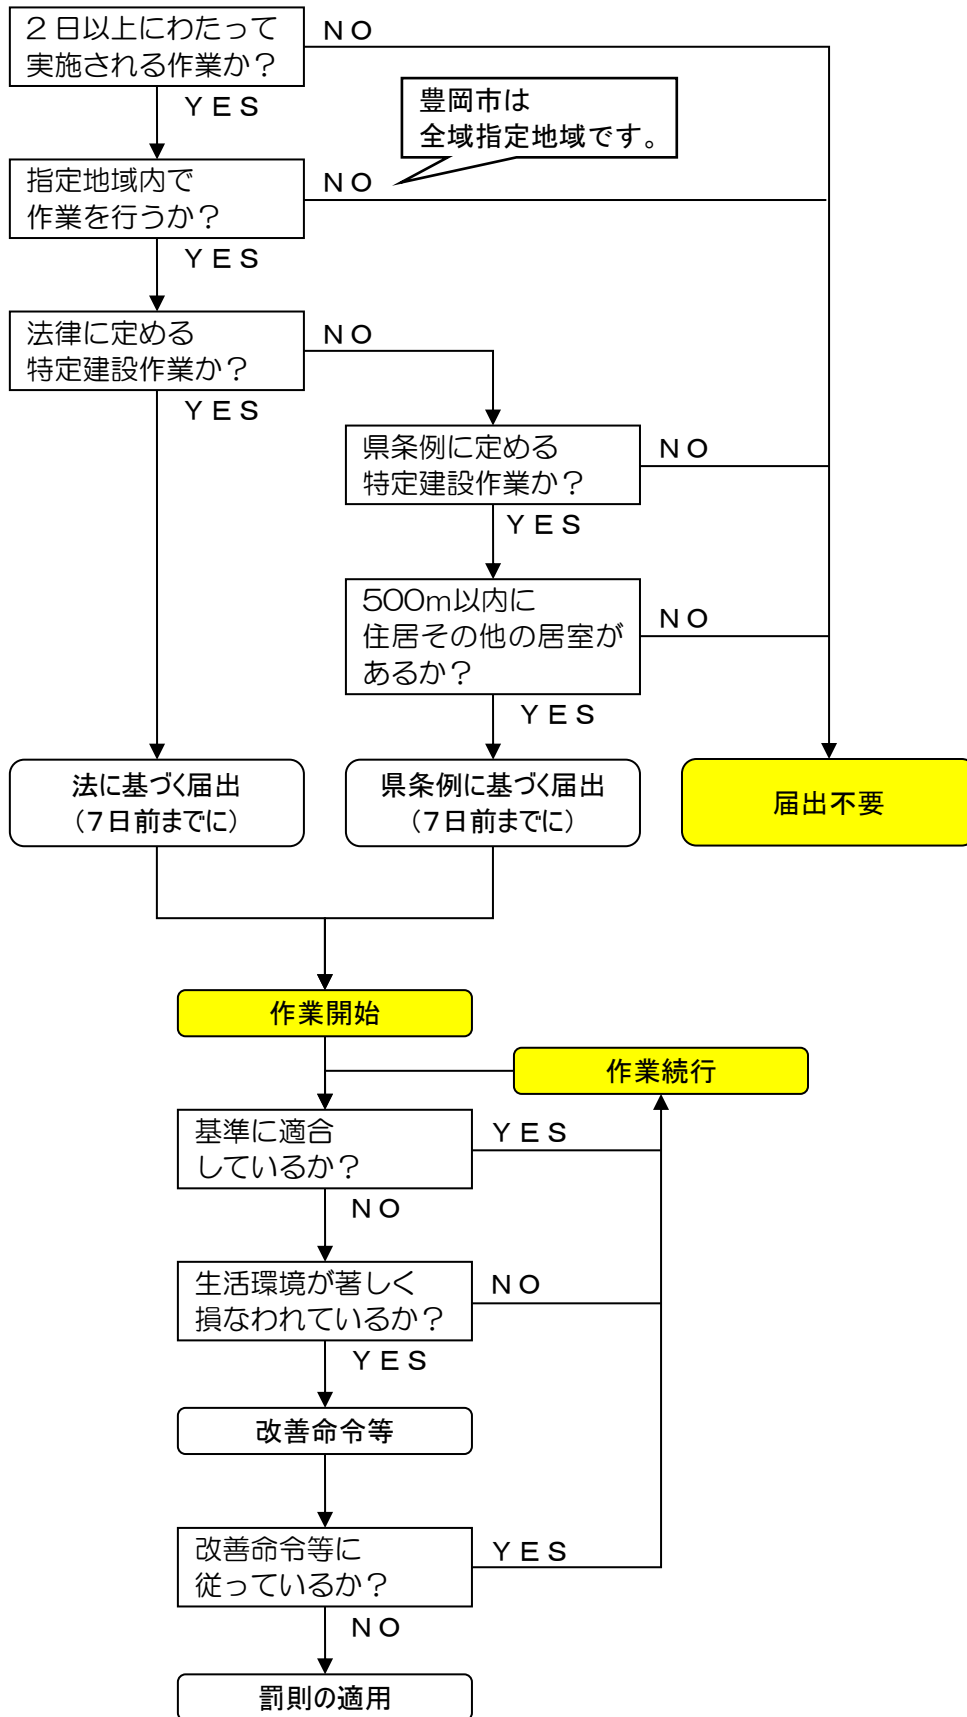 ２日以上にわたって
実施される作業か？
ＮＯ
ＹＥＳ
豊岡市は
全域指定地域です。
指定地域内で
作業を行うか？
ＮＯ
ＹＥＳ
法律に定める
特定建設作業か？
ＮＯ
ＹＥＳ
県条例に定める
特定建設作業か？
ＮＯ
ＹＥＳ
500ｍ以内に
住居その他の居室が
あるか？
ＮＯ
ＹＥＳ
法に基づく届出
（７日前までに）
県条例に基づく届出
（７日前までに）
届出不要
作業開始
作業続行
基準に適合
しているか？
ＹＥＳ
ＮＯ
生活環境が著しく
損なわれているか？
ＮＯ
ＹＥＳ
改善命令等
改善命令等に
従っているか？
ＹＥＳ
ＮＯ
罰則の適用